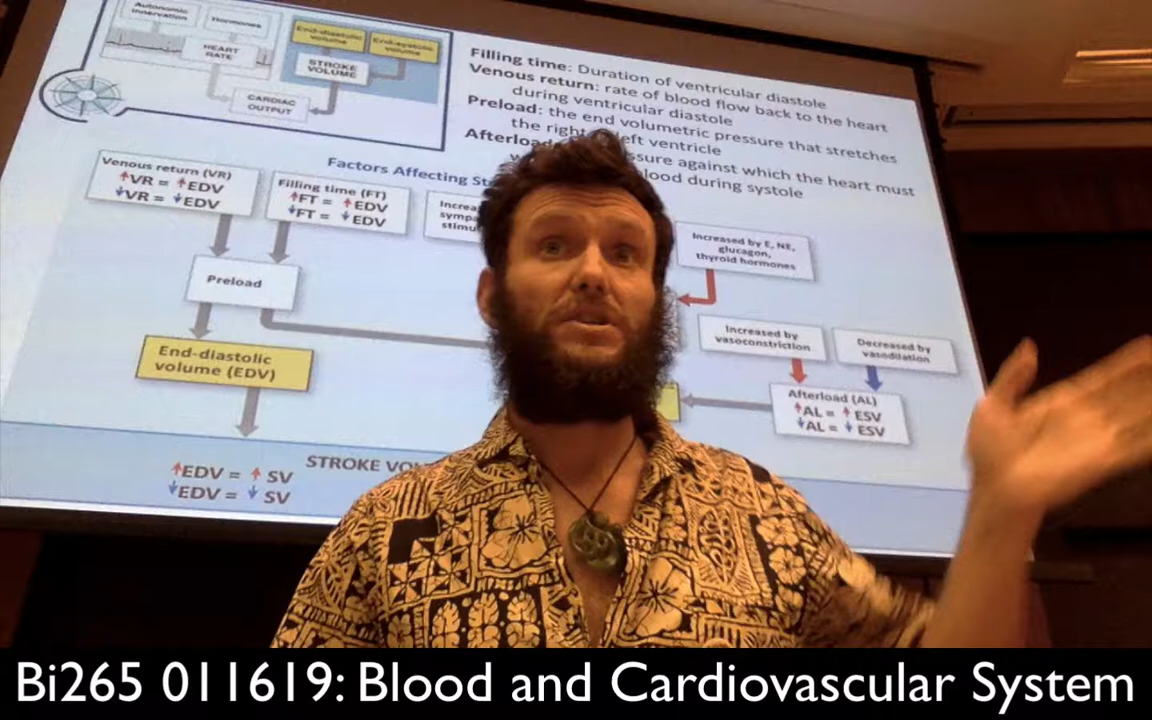 Autonomic innervation
Hormones
HEART RATE
End-diastolic volume
End-systolic volume
STROKE VOLUME
CARDIAC OUTPUT
Filling time: Duration of ventricular diastole
Venous return: rate of blood flow back to the heart
during ventricular diastole
Preload: the end volumetric pressure that stretches
the right left ventricle
Afterload
against which the heart must
blood during systole
Factors Affecting
Venous return (VR)
↑VR = ↑EDV
↓VR = ↓EDV
Filling time (FT)
↑FT = ↑EDV
↓FT = ↓EDV
Increased by E, NE,
glucagon,
thyroid hormones
Preload
Increased by
vasoconstriction
Decreased by
vasodilation
End-diastolic
volume (EDV)
Afterload (AL)
↑AL = ↑ESV
↓AL = ↓ESV
STROKE
↑EDV = ↑SV
↓EDV = ↓SV
Bi265 011619: Blood and Cardiovascular System